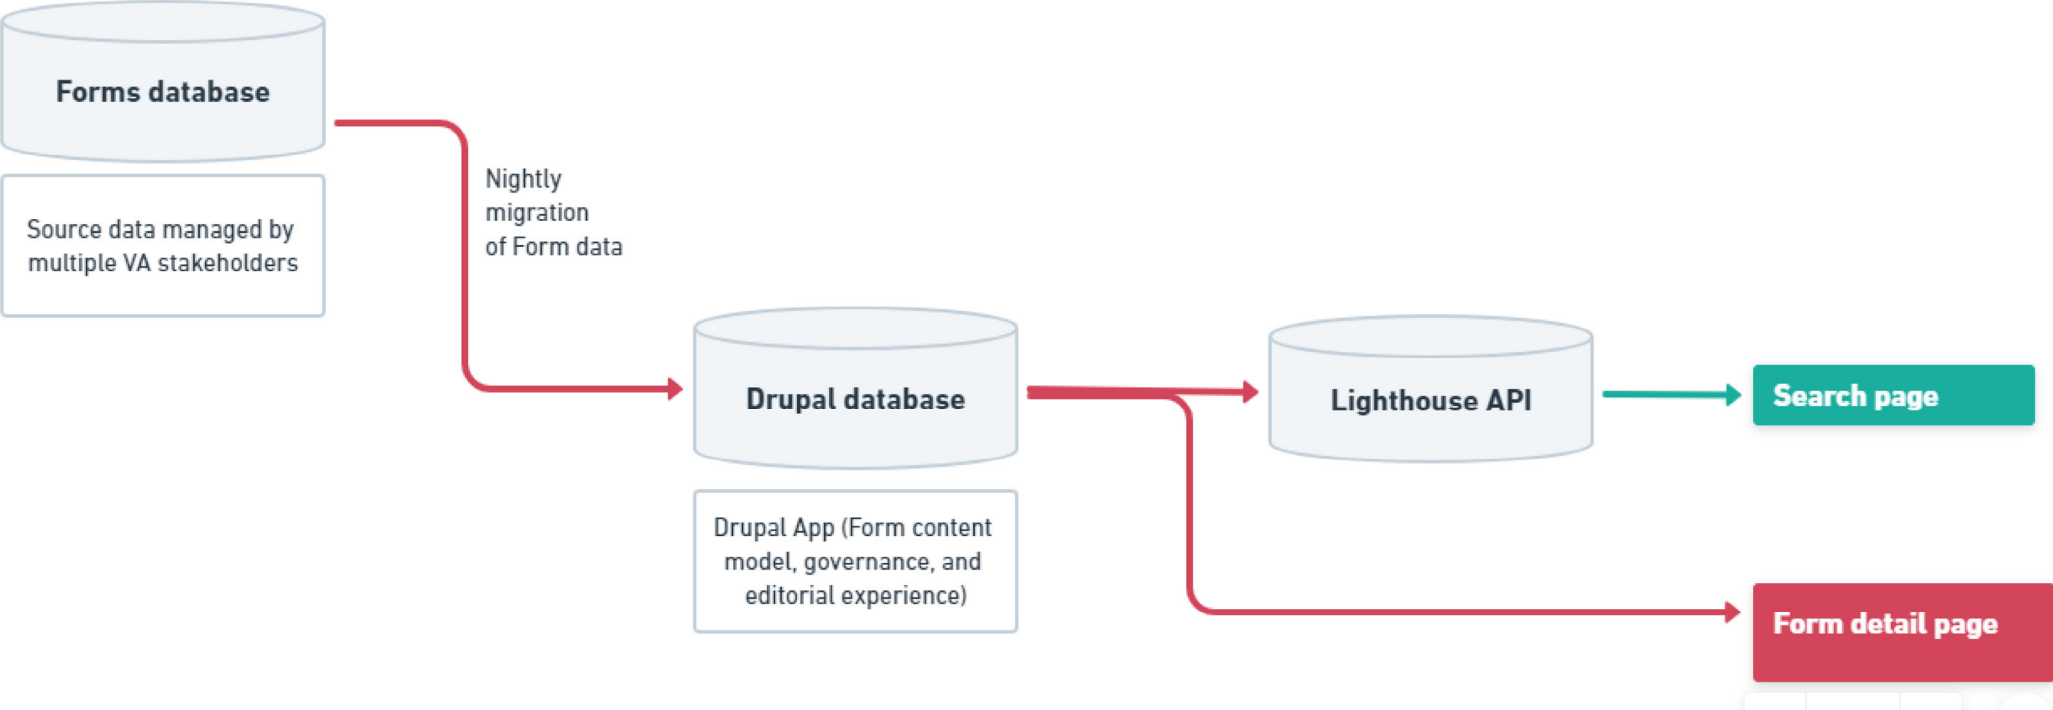 Forms database
Source data managed by
multiple VA stakeholders
Nightly
migration
of Form data
Drupal database
Drupal App (Form content
model, governance, and
editorial experience)
Lighthouse API
Search page
Form detail page